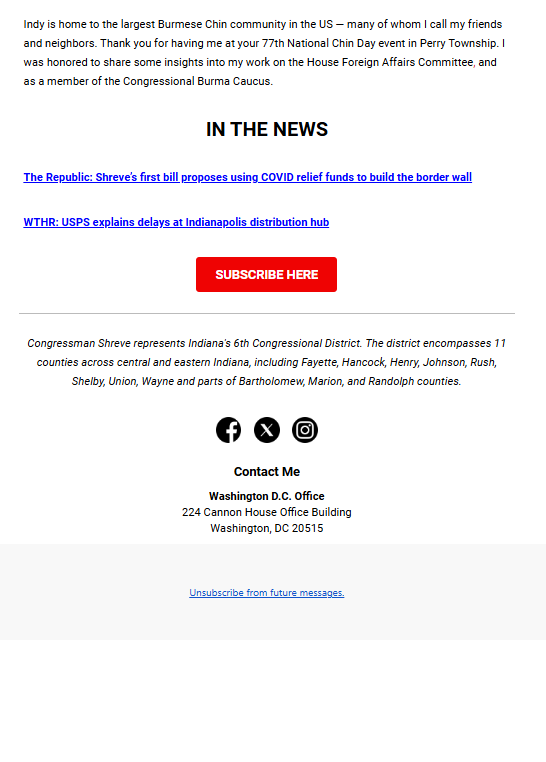 Indy is home to the largest Burmese Chin community in the US — many of whom I call my friends
and neighbors. Thank you for having me at your 77th National Chin Day event in Perry Township. I
was honored to share some insights into my work on the House Foreign Affairs Committee, and
as a member of the Congressional Burma Caucus.
IN THE NEWS
The Republic: Shreve's first bill proposes using COVID relief funds to build the border wall
WTHR: USPS explains delays at Indianapolis distribution hub
SUBSCRIBE HERE
Congressman Shreve represents Indiana's 6th Congressional District. The district encompasses 11
counties across central and eastern Indiana, including Fayette, Hancock, Henry, Johnson, Rush,
Shelby, Union, Wayne and parts of Bartholomew, Marion, and Randolph counties.
Contact Me
Washington D.C. Office
224 Cannon House Office Building
Washington, DC 20515
Unsubscribe from future messages.